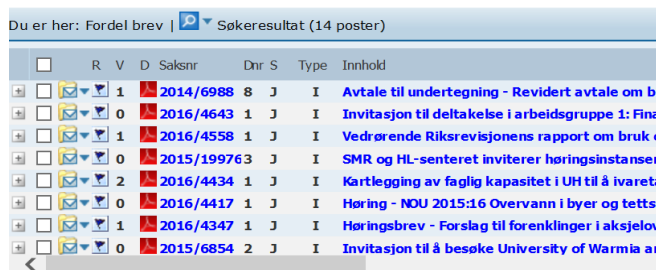 Du er her: Fordel brev | Søkeresultat (14 poster)
R V D Saksnr Dnr S Type Innhold
1 2014/6988 8 J I Avtale til undertegning - Revidert avtale om b
0 2016/4643 1 J I Invitasjon til deltakelse i arbeidsgruppe 1: Fina
1 2016/4558 1 J I Vedrørende Riksrevisjonens rapport om bruk
0 2015/19976 3 J I SMR og HL-senteret inviterer høringsinstanser
2 2016/4434 1 J I Kartlegging av faglig kapasitet i UH til å ivareta
0 2016/4417 1 J I Høring - NOU 2015:16 Overvann i byer og tetts
1 2016/4347 1 J I Høringsbrev - Forslag til forenklinger i aksjelov
0 2015/6854 2 J I Invitasjon til å besøke University of Warmia